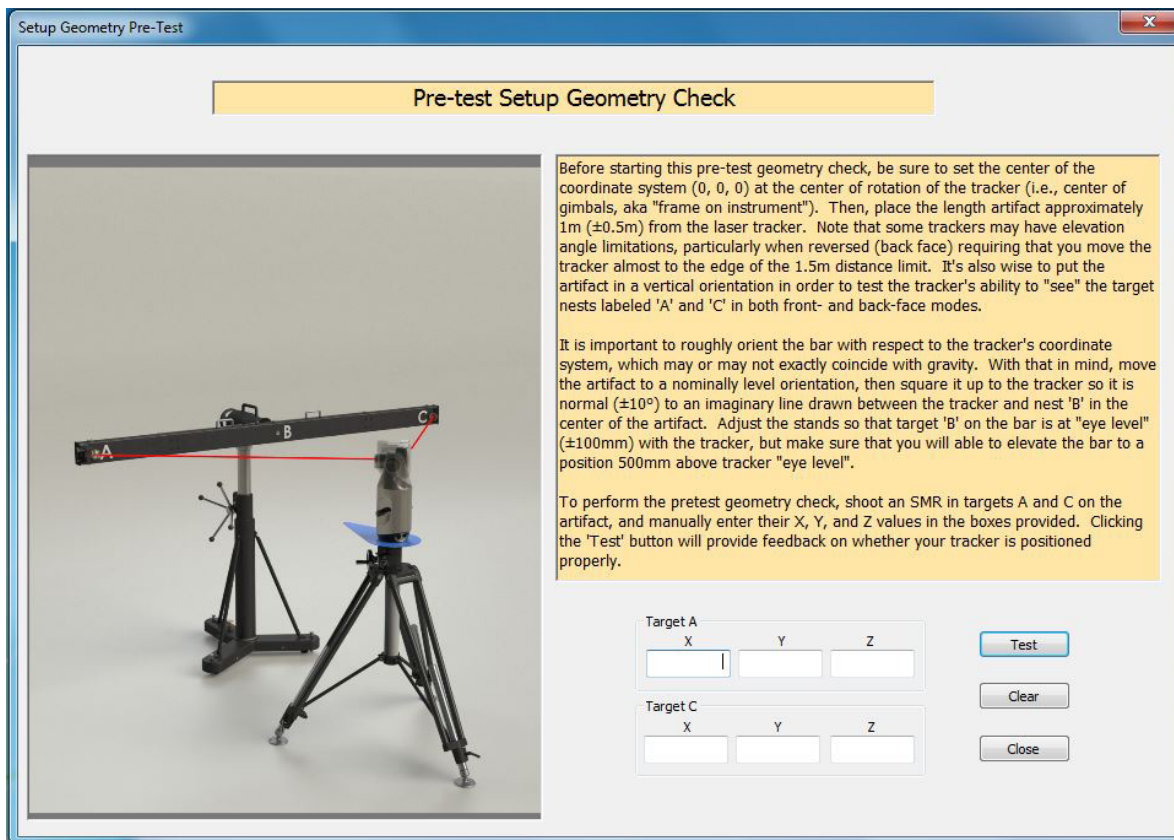 Setup Geometry Pre-Test
Pre-test Setup Geometry Check
Before starting this pre-test geometry check, be sure to set the center of the
coordinate system (0, 0, 0) at the center of rotation of the tracker (i.e., center of
gimbals, aka "frame on instrument").  Then, place the length artifact approximately
1m (±0.5m) from the laser tracker.  Note that some trackers may have elevation
angle limitations, particularly when reversed (back face) requiring that you move the
tracker almost to the edge of the 1.5m distance limit.  It's also wise to put the
artifact in a vertical orientation in order to test the tracker's ability to "see" the target
nests labeled 'A' and 'C' in both front- and back-face modes.
It is important to roughly orient the bar with respect to the tracker's coordinate
system, which may or may not exactly coincide with gravity.  With that in mind, move
the artifact to a nominally level orientation, then square it up to the tracker so it is
normal (±10º) to an imaginary line drawn between the tracker and nest 'B' in the
center of the artifact.  Adjust the stands so that target 'B' on the bar is at "eye level"
(±100mm) with the tracker, but make sure that you will able to elevate the bar to a
position 500mm above tracker "eye level".
To perform the pretest geometry check, shoot an SMR in targets A and C on the
artifact, and manually enter their X, Y, and Z values in the boxes provided.  Clicking
the 'Test' button will provide feedback on whether your tracker is positioned
properly.
A
B
C
Target A
X Y Z
Test
Clear
Target C
X Y Z
Close